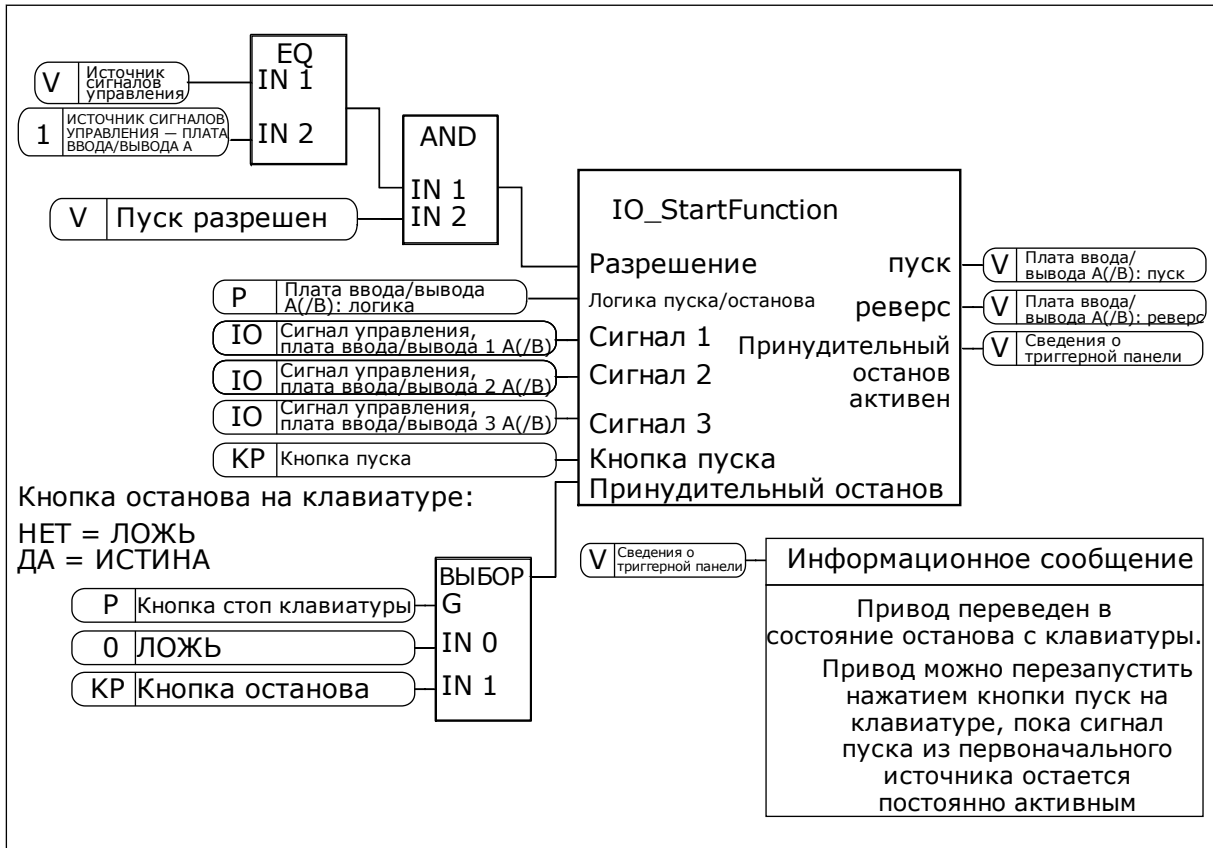 EQ
IN 1
IN 2
V
Источник
сигналов
управления
1
ИСТОЧНИК СИГНАЛОВ
УПРАВЛЕНИЯ — ПЛАТА
ВВОДА/ВЫВОДА A
AND
IN 1
IN 2
V
Пуск разрешен
IO_StartFunction
Разрешение
Логика пуска/останова
Сигнал 1
Сигнал 2
Сигнал 3
Кнопка пуска
Принудительный останов
пуск
реверс
Принудительный
останов
активен
P
Плата ввода/вывода
A(/B): логика
IO
Сигнал управления,
плата ввода/вывода 1 A(/B)
IO
Сигнал управления,
плата ввода/вывода 2 A(/B)
IO
Сигнал управления,
плата ввода/вывода 3 A(/B)
KP
Кнопка пуска
V
Плата ввода/
вывода A(/B): пуск
V
Плата ввода/
вывода A(/B): реверс
V
Сведения о
триггерной панели
Кнопка останова на клавиатуре:
НЕТ = ЛОЖЬ
ДА = ИСТИНА
ВЫБОР
G
IN 0
IN 1
P
Кнопка стоп клавиатуры
0
ЛОЖЬ
KP
Кнопка останова
V
Сведения о
триггерной панели
Информационное сообщение
Привод переведен в
состояние останова с клавиатуры.
Привод можно перезапустить
нажатием кнопки пуск на
клавиатуре, пока сигнал
пуска из первоначального
источника остается
постоянно активным